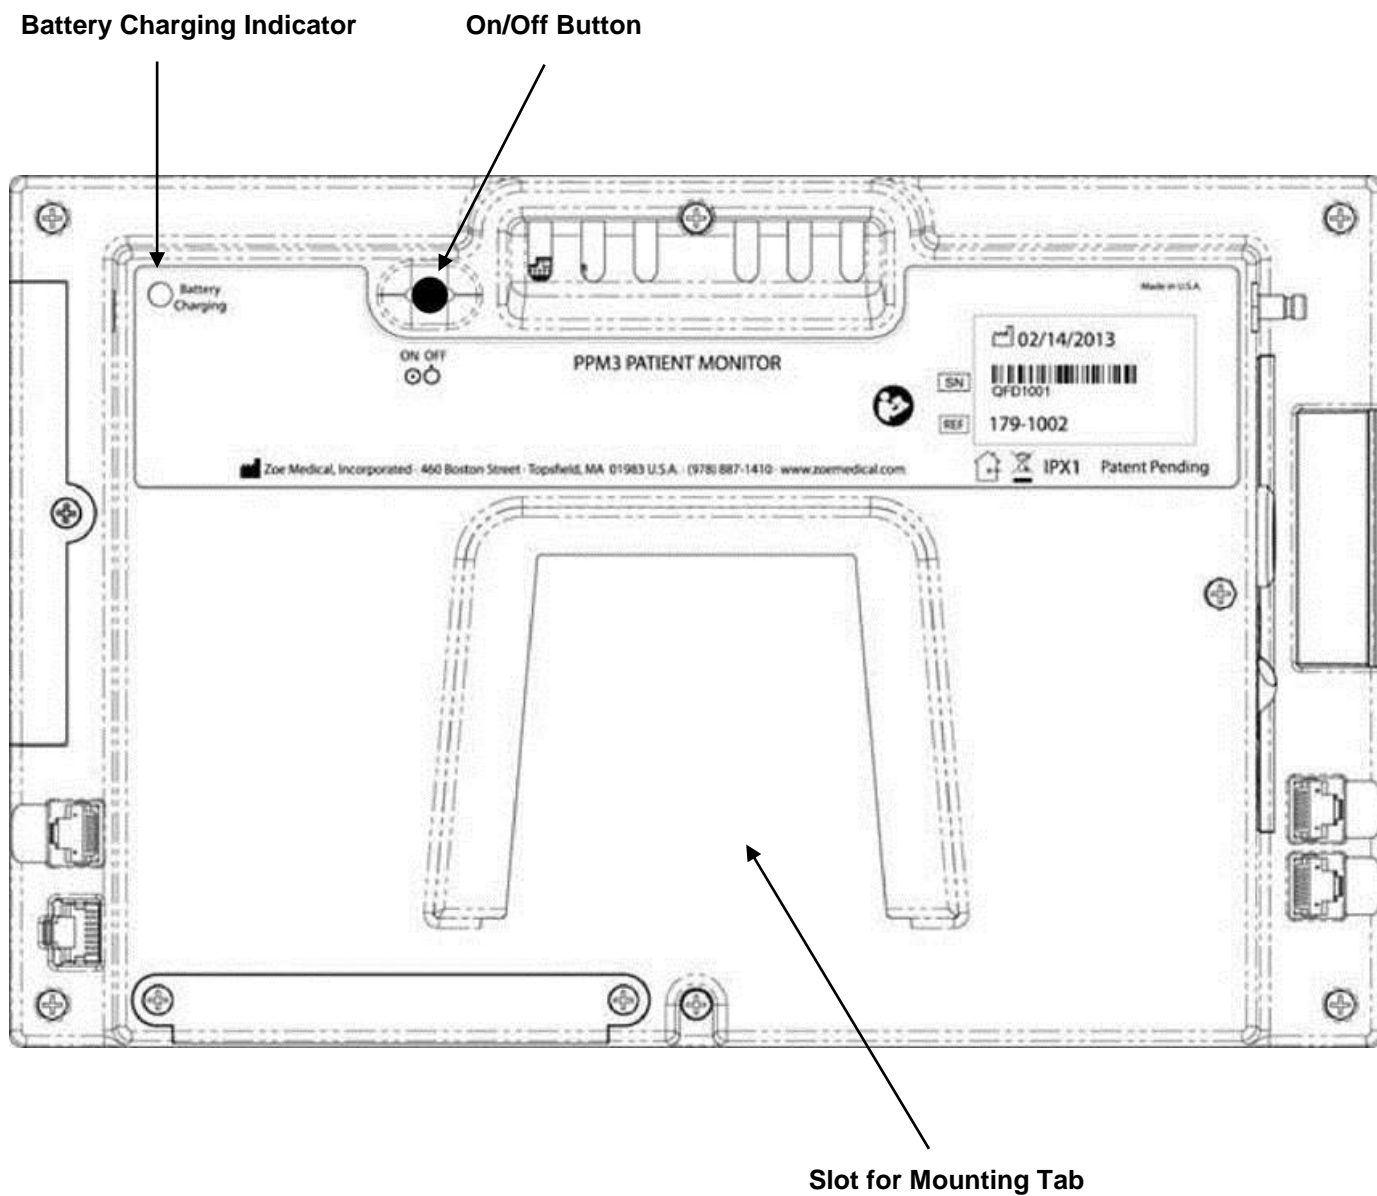 Battery Charging Indicator
On/Off Button
Battery
Charging
Made in U.S.A.
02/14/2013
ON OFF
PPM3 PATIENT MONITOR
SN
QFD1001
REF
179-1002
Zoe Medical, Incorporated · 460 Boston Street · Topsfield, MA 01983 U.S.A. · (978) 887-1410 · www.zoemedical.com
IPX1 Patent Pending
Slot for Mounting Tab